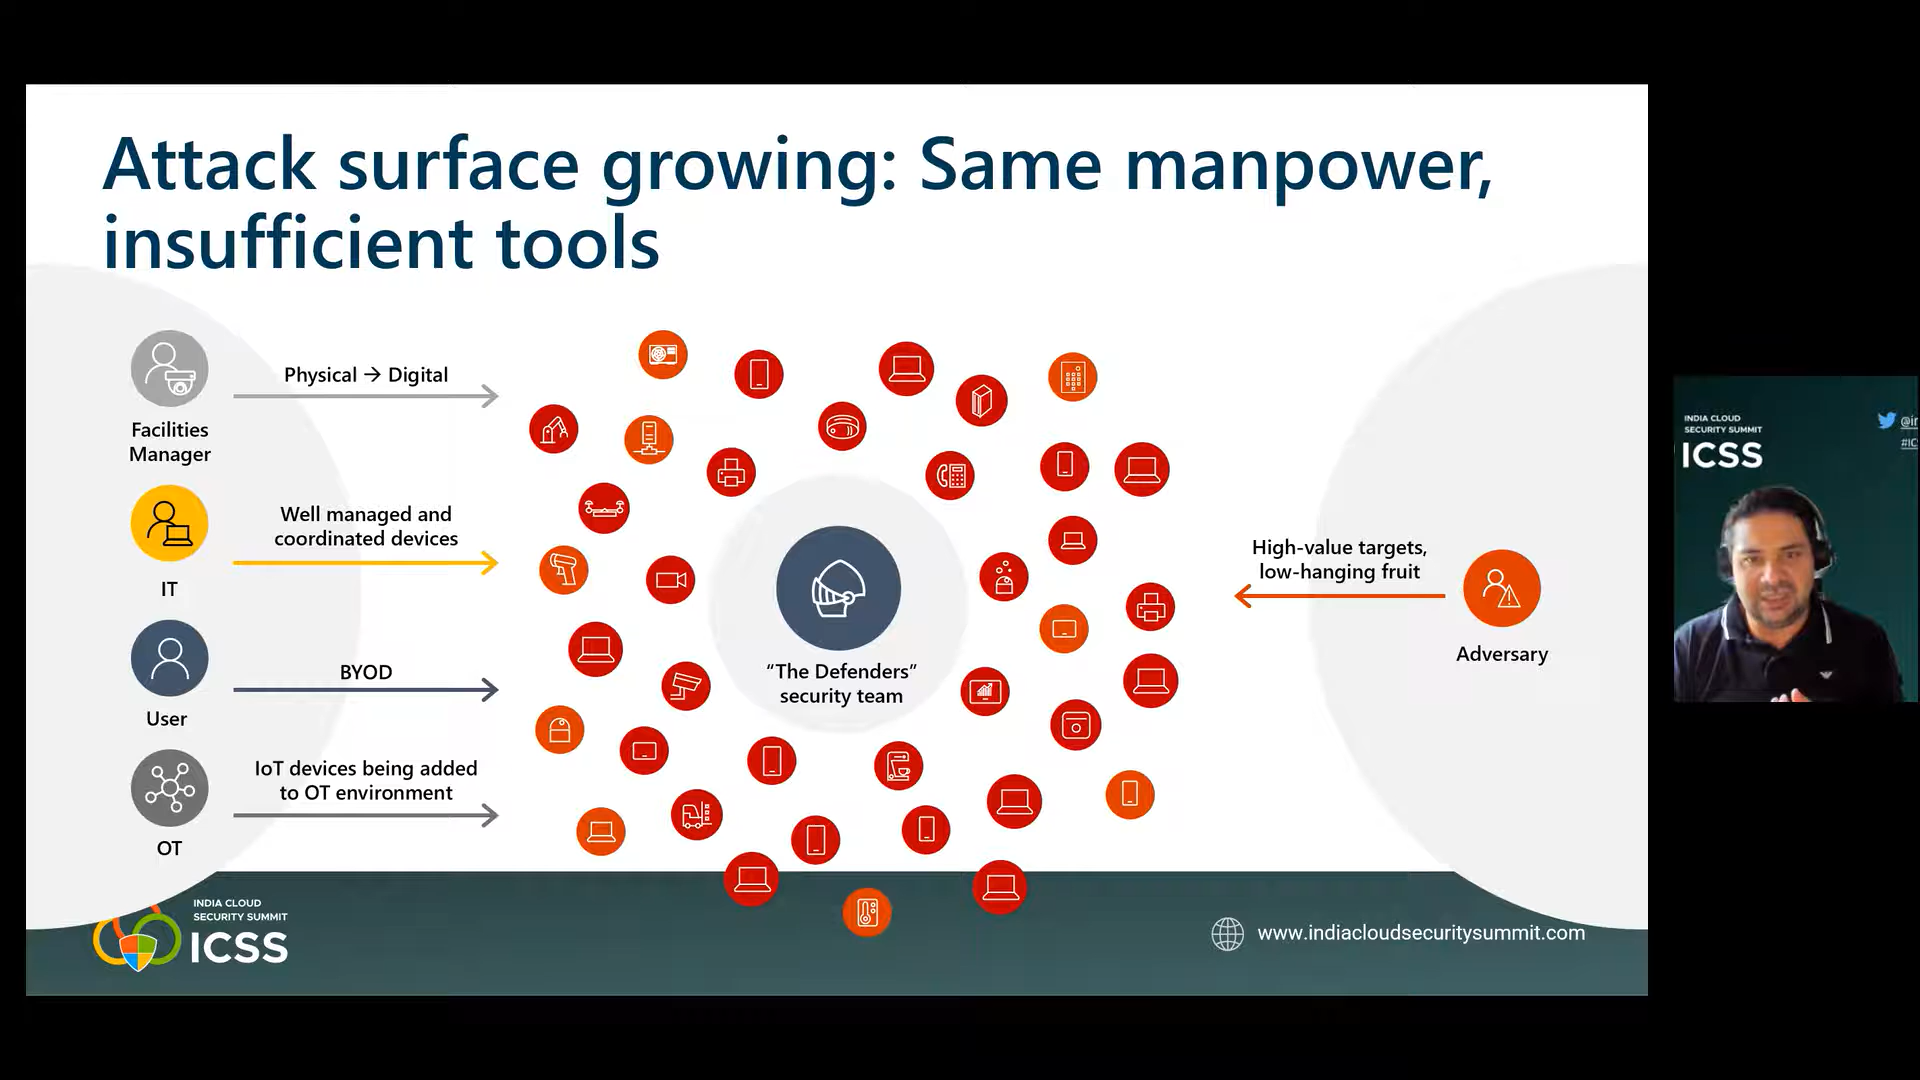 Attack surface growing: Same manpower,
insufficient tools
Physical → Digital
Facilities
Manager
Well managed and
coordinated devices
IT
BYOD
User
IoT devices being added
to OT environment
OT
“The Defenders”
security team
High-value targets,
low-hanging fruit
Adversary
INDIA CLOUD
SECURITY SUMMIT
ICSS
www.indiacloudsecuritysummit.com
INDIA CLOUD
SECURITY SUMMIT
ICSS
@ir
#IC